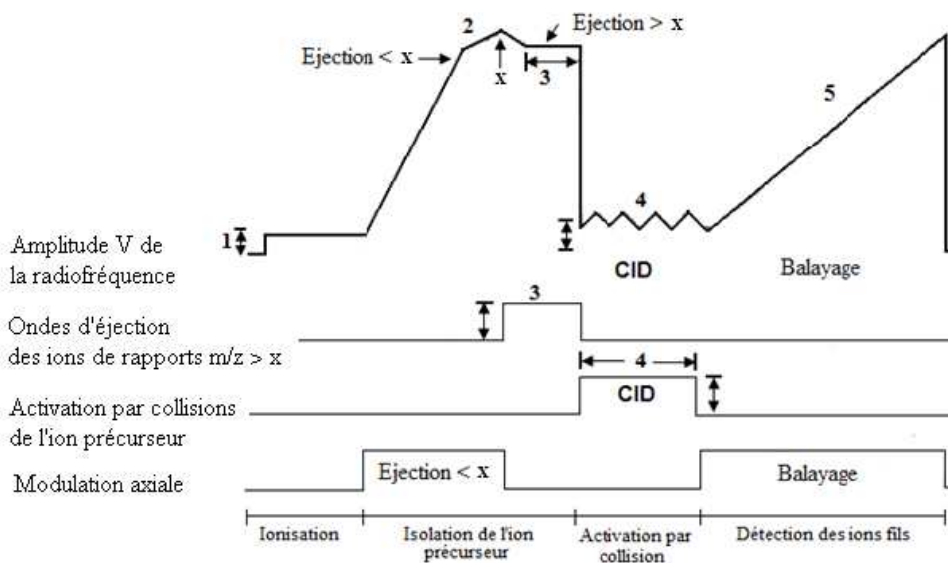 2
Ejection > x
Ejection < x
x
3
5
4
1
Amplitude V de
la radiofréquence
CID
Balayage
3
Ondes d'éjection
des ions de rapports m/z > x
4
CID
Activation par collisions
de l'ion précurseur
Ejection < x
Balayage
Modulation axiale
Ionisation
Isolation de l'ion
précurseur
Activation par
collision
Détection des ions fils